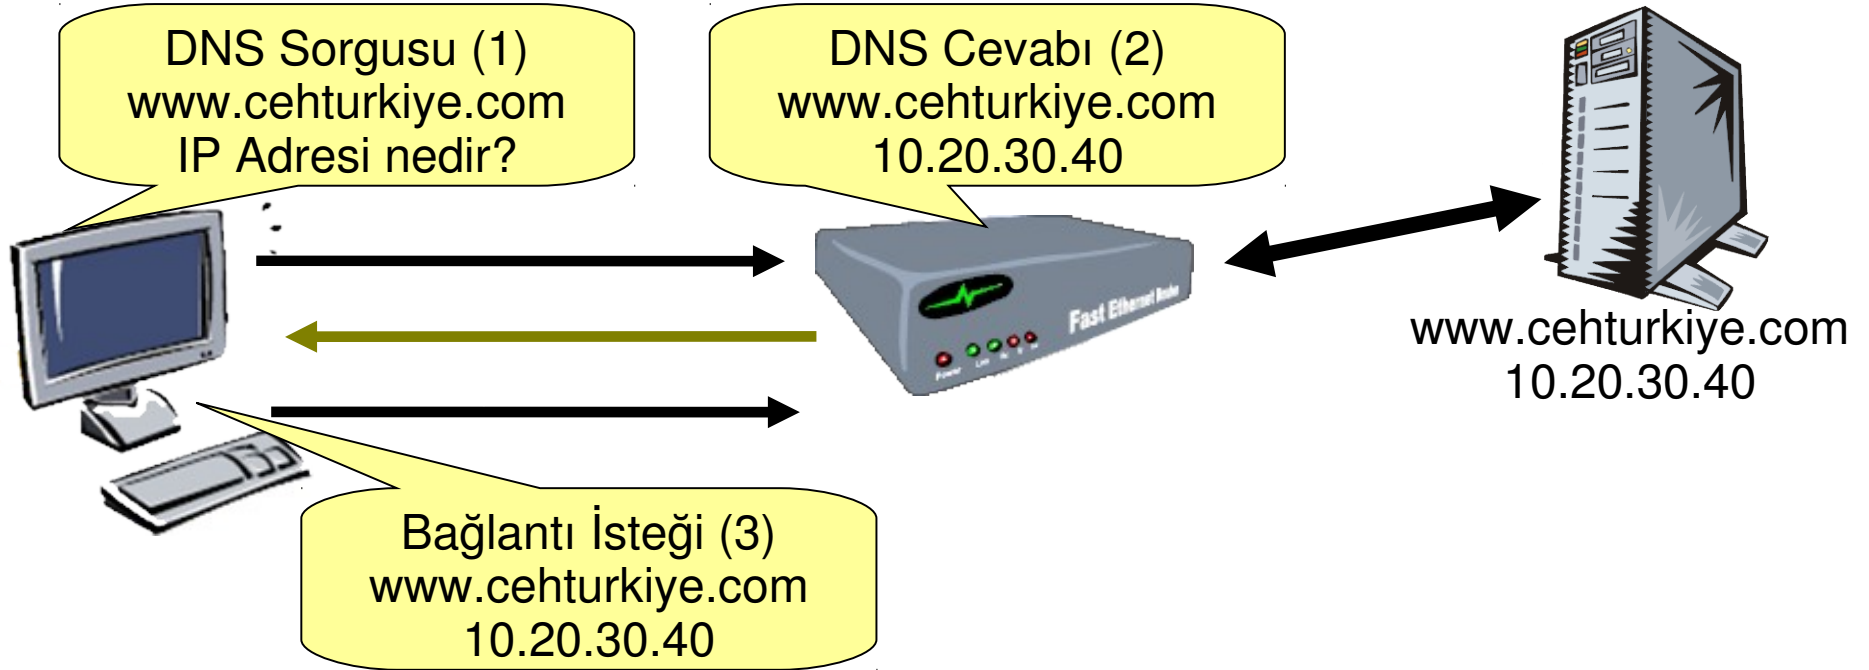 DNS Sorgusu (1)
www.cehturkiye.com
IP Adresi nedir?
DNS Cevabı (2)
www.cehturkiye.com
10.20.30.40
Fast Ethernet
Power
www.cehturkiye.com
10.20.30.40
Bağlantı İsteği (3)
www.cehturkiye.com
10.20.30.40